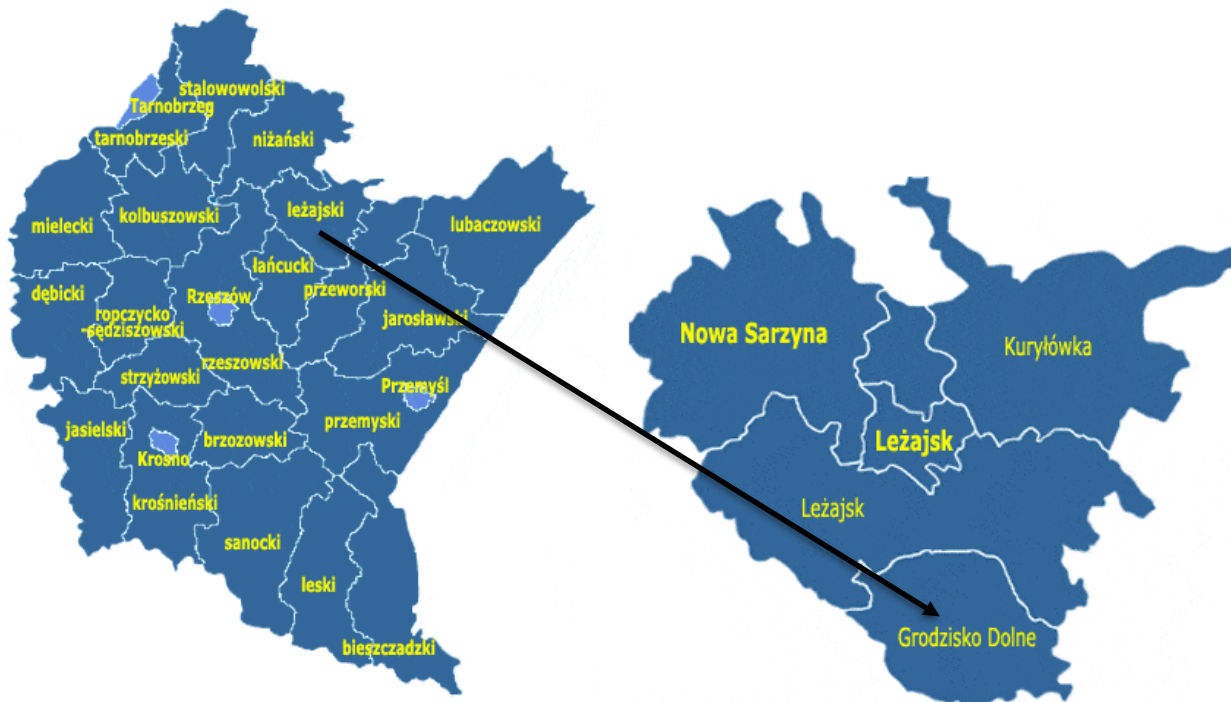 stalowowolski
Tarnobrzeg
tarnobrzeski
niżański
mielecki
kolbuszowski
leżajski
lubaczowski
łańcucki
dębicki
Rzeszów
przeworski
ropczycko
-sędziszowski
jarosławski
rzeszowski
strzyżowski
Przemyśl
jasielski
brzozowski
przemyski
Krosno
krośnieński
sanocki
leski
bieszczadzki
Nowa Sarzyna
Kuryłówka
Leżajsk
Leżajsk
Grodzisko Dolne